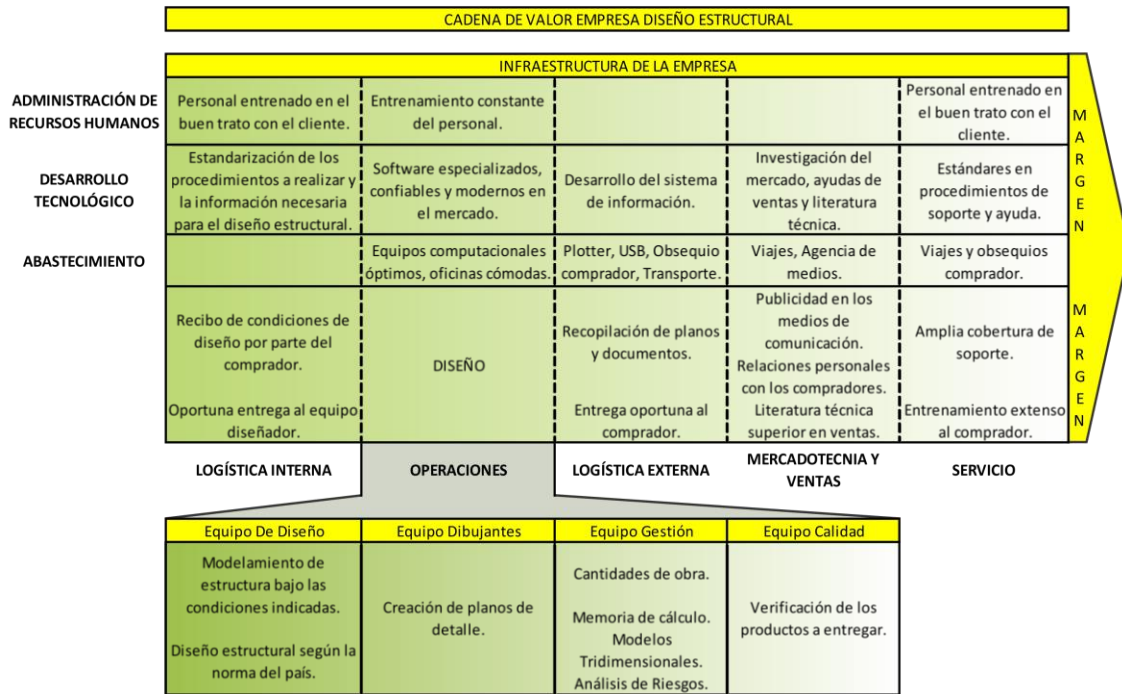 CADENA DE VALOR EMPRESA DISEÑO ESTRUCTURAL
INFRAESTRUCTURA DE LA EMPRESA
ADMINISTRACIÓN DE
RECURSOS HUMANOS
Personal entrenado en el
buen trato con el cliente.
Entrenamiento constante
del personal.
Personal entrenado en
el buen trato con el
cliente.
DESARROLLO
TECNOLÓGICO
Estandarización de los
procedimientos a realizar y
la información necesaria
para el diseño estructural.
Software especializados,
confiables y modernos en
el mercado.
Desarrollo del sistema
de información.
Investigación del
mercado, ayudas de
ventas y literatura
técnica.
Estándares en
procedimientos de
soporte y ayuda.
MARGEN
ABASTECIMIENTO
Equipos computacionales
óptimos, oficinas cómodas.
Plotter, USB, Obsequio
comprador, Transporte.
Viajes, Agencia de
medios.
Viajes y obsequios
comprador.
Recibo de condiciones de
diseño por parte del
comprador.
Oportuna entrega al equipo
diseñador.
DISEÑO
Recopilación de planos
y documentos.
Entrega oportuna al
comprador.
Publicidad en los
medios de
comunicación.
Relaciones personales
con los compradores.
Literatura técnica
superior en ventas.
Amplia cobertura de
soporte.
Entrenamiento extenso
al comprador.
MARGEN
LOGÍSTICA INTERNA
OPERACIONES
LOGÍSTICA EXTERNA
MERCADOTECNIA Y
VENTAS
SERVICIO
Equipo De Diseño
Modelamiento de
estructura bajo las
condiciones indicadas.
Diseño estructural según la
norma del país.
Equipo Dibujantes
Creación de planos de
detalle.
Equipo Gestión
Cantidades de obra.
Memoria de cálculo.
Modelos
Tridimensionales.
Análisis de Riesgos.
Equipo Calidad
Verificación de los
productos a entregar.